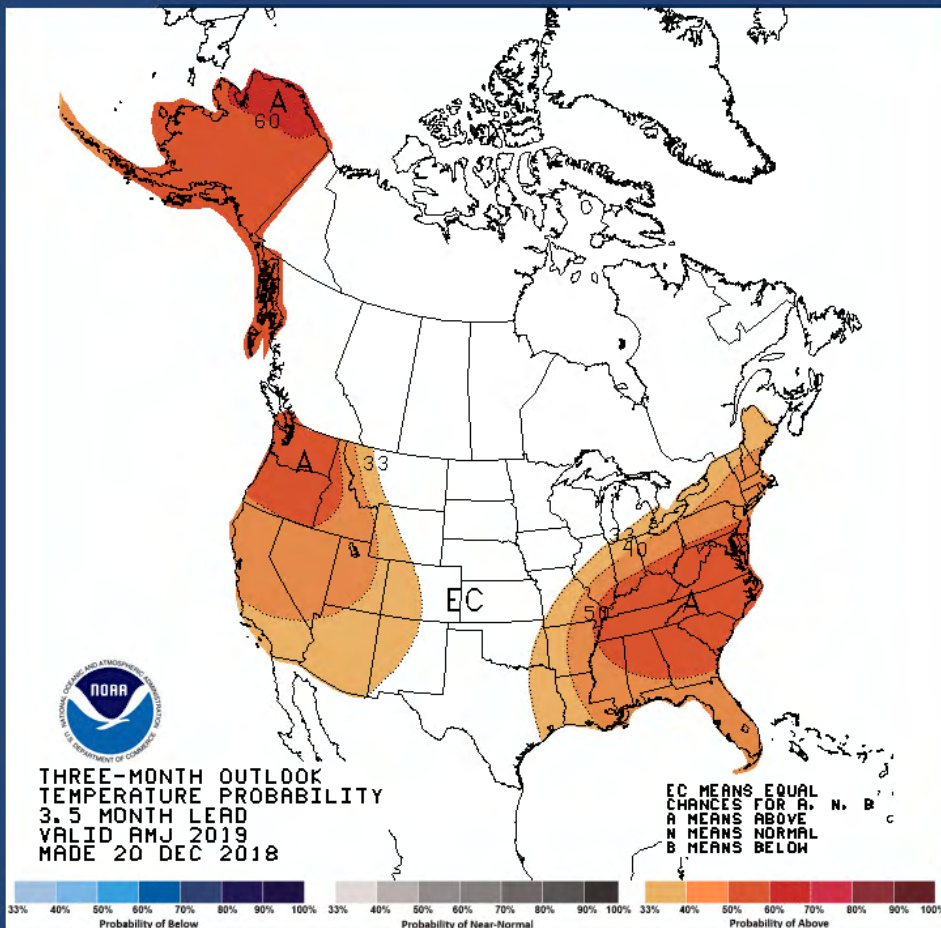 A
60
A
33
33
40
EC
50
A
NATIONAL OCEANIC AND ATMOSPHERIC ADMINISTRATION
NOAA
U.S. DEPARTMENT OF COMMERCE
THREE-MONTH OUTLOOK
TEMPERATURE PROBABILITY
3.5 MONTH LEAD
VALID AMJ 2019
MADE 20 DEC 2018
EC MEANS EQUAL
CHANCES FOR A, N, B
A MEANS ABOVE
N MEANS NORMAL
B MEANS BELOW
33% 40% 50% 60% 70% 80% 90% 100%
Probability of Below
33% 40% 50% 60% 70% 80% 90% 100%
Probability of Near-Normal
33% 40% 50% 60% 70% 80% 90% 100%
Probability of Above